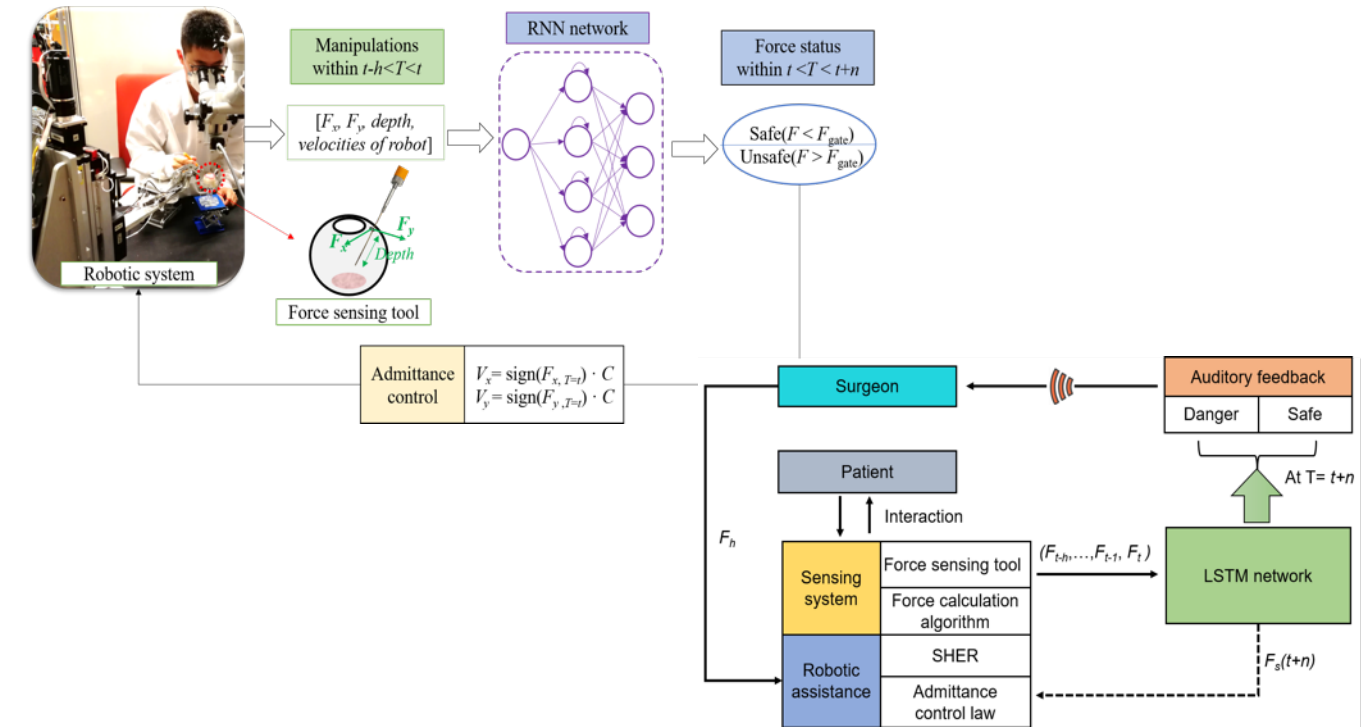 Manipulations
within t-h<T<t
RNN network
Force status
within t <T < t+n
[Fx, Fy, depth,
velocities of robot]
Safe(F < Fgate)
Unsafe(F > Fgate)
Fx
Fy
Depth
Robotic system
Force sensing tool
Admittance
control
Vx= sign(Fx, T=t) · C
Vy= sign(Fy ,T=t) · C
Surgeon
Auditory feedback
Danger
Safe
At T= t+n
Patient
Interaction
Fh
Sensing
system
Force sensing tool
Force calculation
algorithm
(Ft-h,…,Ft-1, Ft )
LSTM network
Robotic
assistance
SHER
Admittance
control law
Fs(t+n)